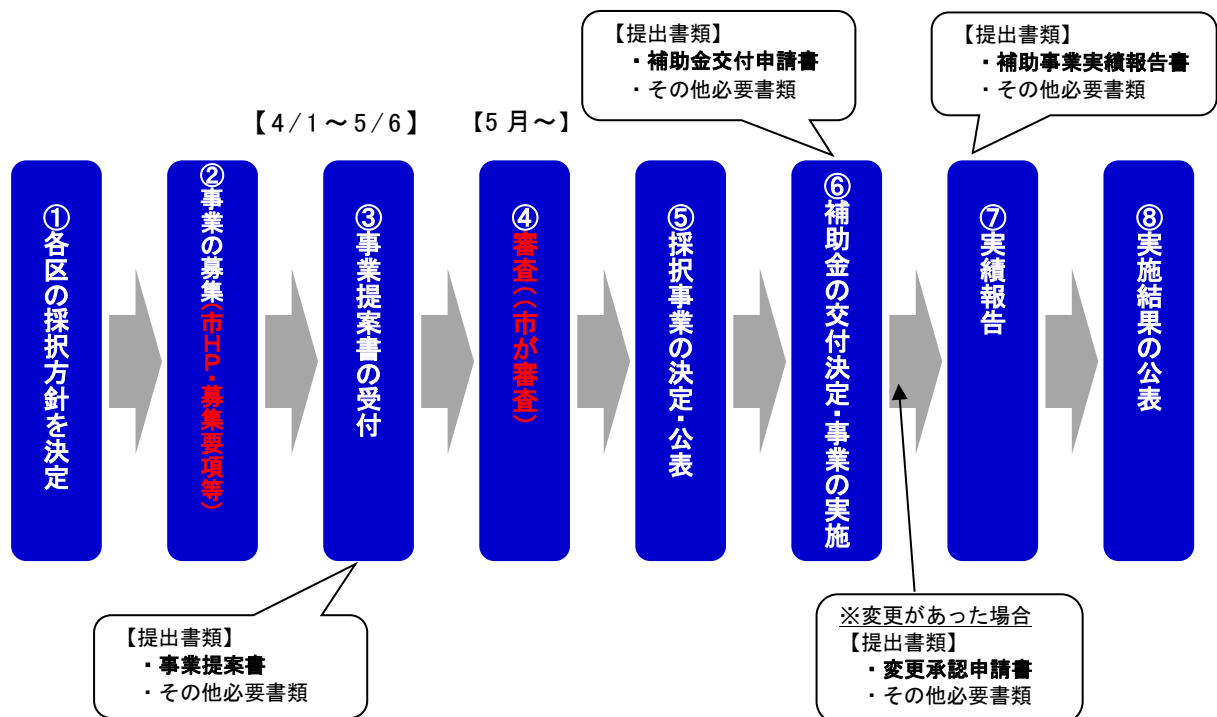 【提出書類】
・補助金交付申請書
・その他必要書類
【提出書類】
・補助事業実績報告書
・その他必要書類
【4/1～5/6】
【5月～】
①各区の採択方針を決定
②事業の募集(市HP・募集要項等)
③事業提案書の受付
④審査((市が審査)
⑤採択事業の決定・公表
⑥補助金の交付決定・事業の実施
⑦実績報告
⑧実施結果の公表
【提出書類】
・事業提案書
・その他必要書類
※変更があった場合
【提出書類】
・変更承認申請書
・その他必要書類